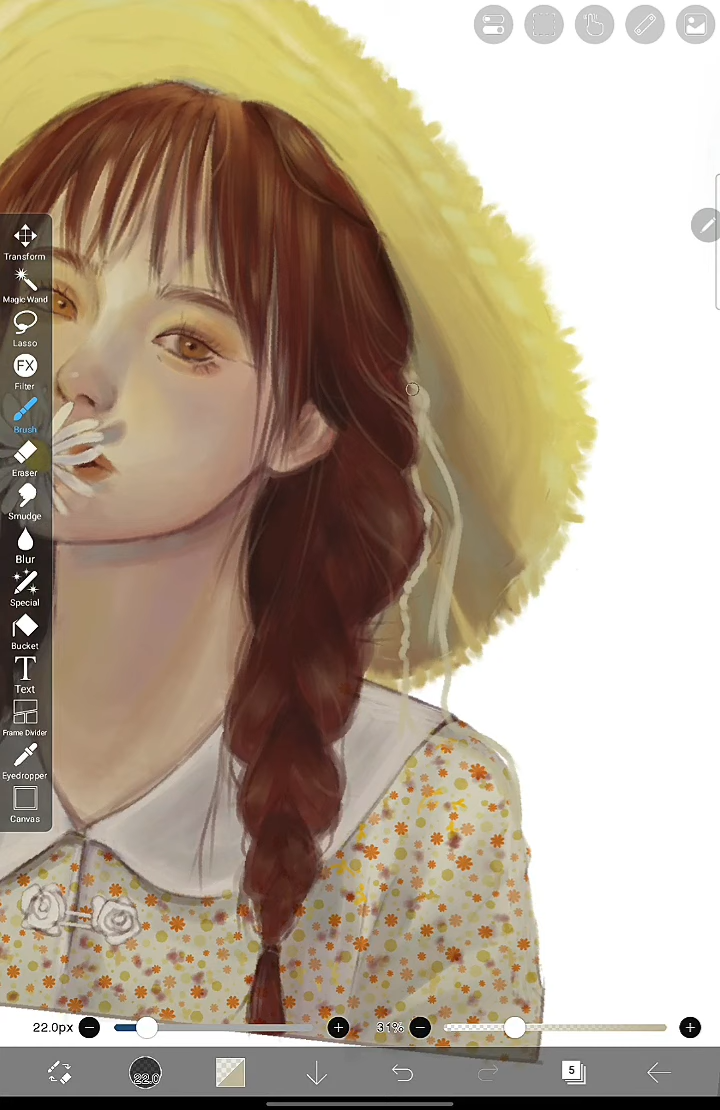 Transform
Magic Wand
Lasso
FX
Filter
Brush
Eraser
Smudge
Blur
Special
Bucket
T
Text
Frame Divider
Eyedropper
Canvas
22.0px
31%
22.0
5